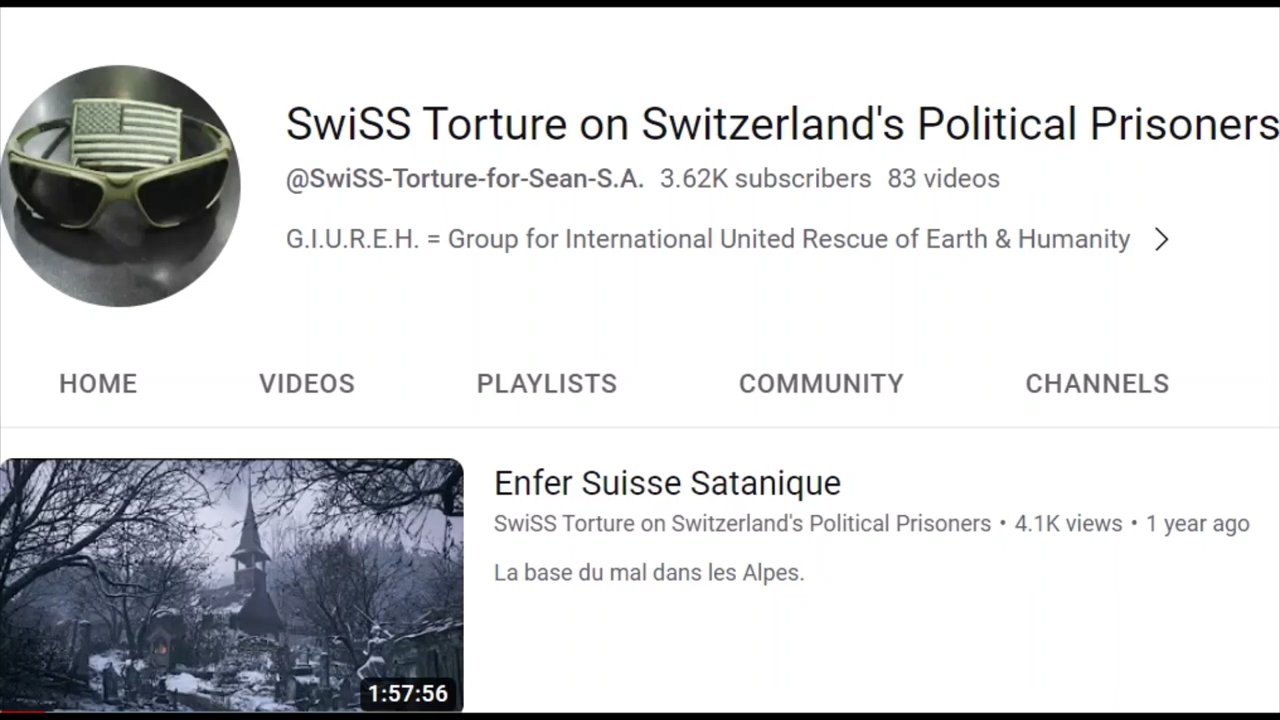 SwiSS Torture on Switzerland's Political Prisoners
@SwiSS-Torture-for-Sean-S.A. 3.62K subscribers 83 videos
G.I.U.R.E.H. = Group for International United Rescue of Earth & Humanity
HOME VIDEOS PLAYLISTS COMMUNITY CHANNELS
Enfer Suisse Satanique
SwiSS Torture on Switzerland's Political Prisoners • 4.1K views • 1 year ago
La base du mal dans les Alpes.
1:57:56